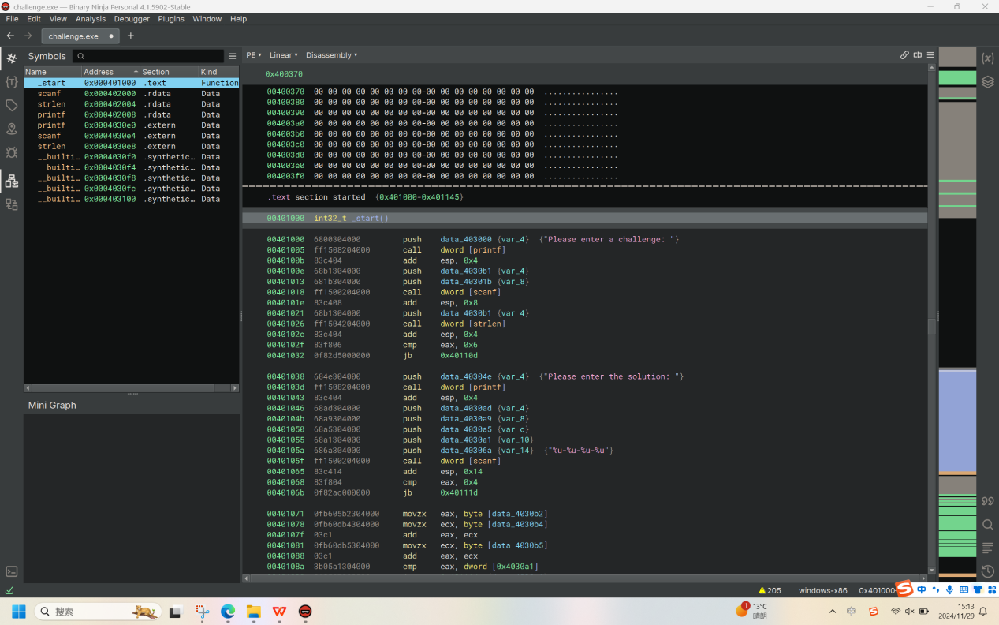 challenge.exe — Binary Ninja Personal 4.1.5902-Stable
File Edit View Analysis Debugger Plugins Window Help
challenge.exe
Symbols
PE Linear Disassembly
Name Address Section Kind
_start 0x000401000 .text Function
scanf 0x000402000 .rdata Data
strlen 0x000402004 .rdata Data
printf 0x000402008 .rdata Data
printf 0x0004030e0 .extern Data
scanf 0x0004030e4 .extern Data
strlen 0x0004030e8 .extern Data
__builti… 0x0004030f0 .synthetic… Data
__builti… 0x0004030f4 .synthetic… Data
__builti… 0x0004030f8 .synthetic… Data
__builti… 0x0004030fc .synthetic… Data
__builti… 0x000403100 .synthetic… Data
Mini Graph
0x400370
00400370 00 00 00 00 00 00 00 00-00 00 00 00 00 00 00 00 ................
00400380 00 00 00 00 00 00 00 00-00 00 00 00 00 00 00 00 ................
00400390 00 00 00 00 00 00 00 00-00 00 00 00 00 00 00 00 ................
004003a0 00 00 00 00 00 00 00 00-00 00 00 00 00 00 00 00 ................
004003b0 00 00 00 00 00 00 00 00-00 00 00 00 00 00 00 00 ................
004003c0 00 00 00 00 00 00 00 00-00 00 00 00 00 00 00 00 ................
004003d0 00 00 00 00 00 00 00 00-00 00 00 00 00 00 00 00 ................
004003e0 00 00 00 00 00 00 00 00-00 00 00 00 00 00 00 00 ................
004003f0 00 00 00 00 00 00 00 00-00 00 00 00 00 00 00 00 ................
.text section started {0x401000-0x401145}
00401000 int32_t _start()
00401000 6800304000 push data_403000 {var_4} {"Please enter a challenge: "}
00401005 ff1508204000 call dword [printf]
0040100b 83c404 add esp, 0x4
0040100e 68b1304000 push data_4030b1 {var_4}
00401013 681b304000 push data_40301b {var_8}
00401018 ff1500204000 call dword [scanf]
0040101e 83c408 add esp, 0x8
00401021 68b1304000 push data_4030b1 {var_4}
00401026 ff1504204000 call dword [strlen]
0040102c 83c404 add esp, 0x4
0040102f 83f806 cmp eax, 0x6
00401032 0f82d5000000 jb 0x40110d
00401038 684e304000 push data_40304e {var_4} {"Please enter the solution: "}
0040103d ff1508204000 call dword [printf]
00401043 83c404 add esp, 0x4
00401046 68ad304000 push data_4030ad {var_4}
0040104b 68a9304000 push data_4030a9 {var_8}
00401050 68a5304000 push data_4030a5 {var_c}
00401055 68a1304000 push data_4030a1 {var_10}
0040105a 686a304000 push data_40306a {var_14} {"%u-%u-%u-%u"}
0040105f ff1500204000 call dword [scanf]
00401065 83c414 add esp, 0x14
00401068 83f804 cmp eax, 0x4
0040106b 0f82ac000000 jb 0x40111d
00401071 0fb605b2304000 movzx eax, byte [data_4030b2]
00401078 0fb60db4304000 movzx ecx, byte [data_4030b4]
0040107f 03c1 add eax, ecx
00401081 0fb60db5304000 movzx ecx, byte [data_4030b5]
00401088 03c1 add eax, ecx
0040108a 3b05a1304000 cmp eax, dword [0x4030a1]
205 windows-x86 0x401000-
中
搜索
1
13°C
晴朗
中
15:13
2024/11/29